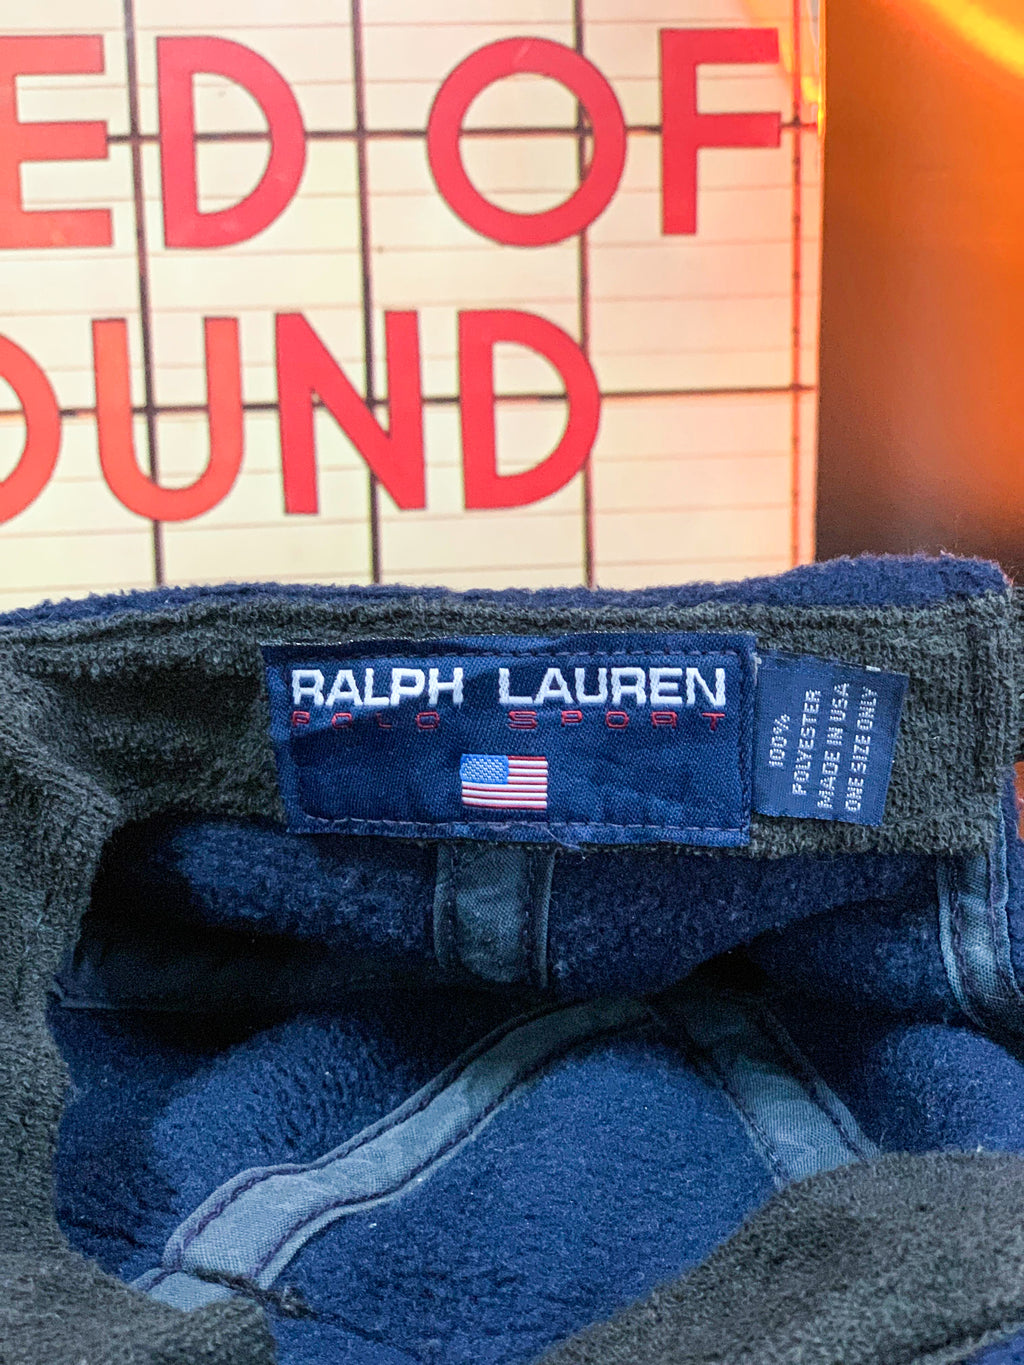 ED OF
OUND
RALPH LAUREN
POLO SPORT
100%
POLYESTER
MADE IN USA
ONE SIZE ONLY